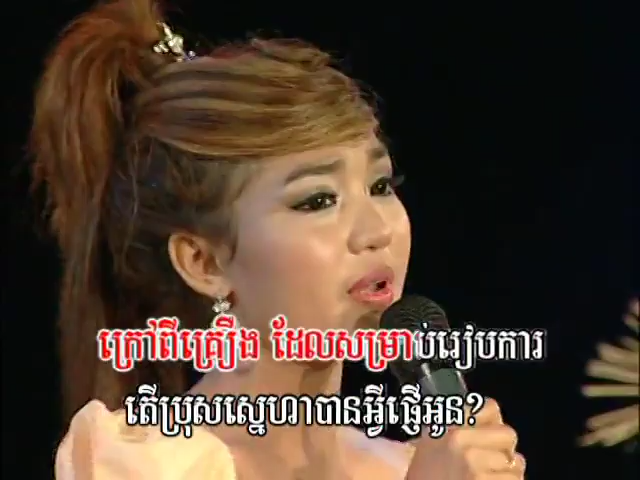 ក្រៅពីគ្រឿង ដែលសម្រាប់រៀបការ
តើប្រុសស្នេហាបានអ្វីផ្ញើអូន?